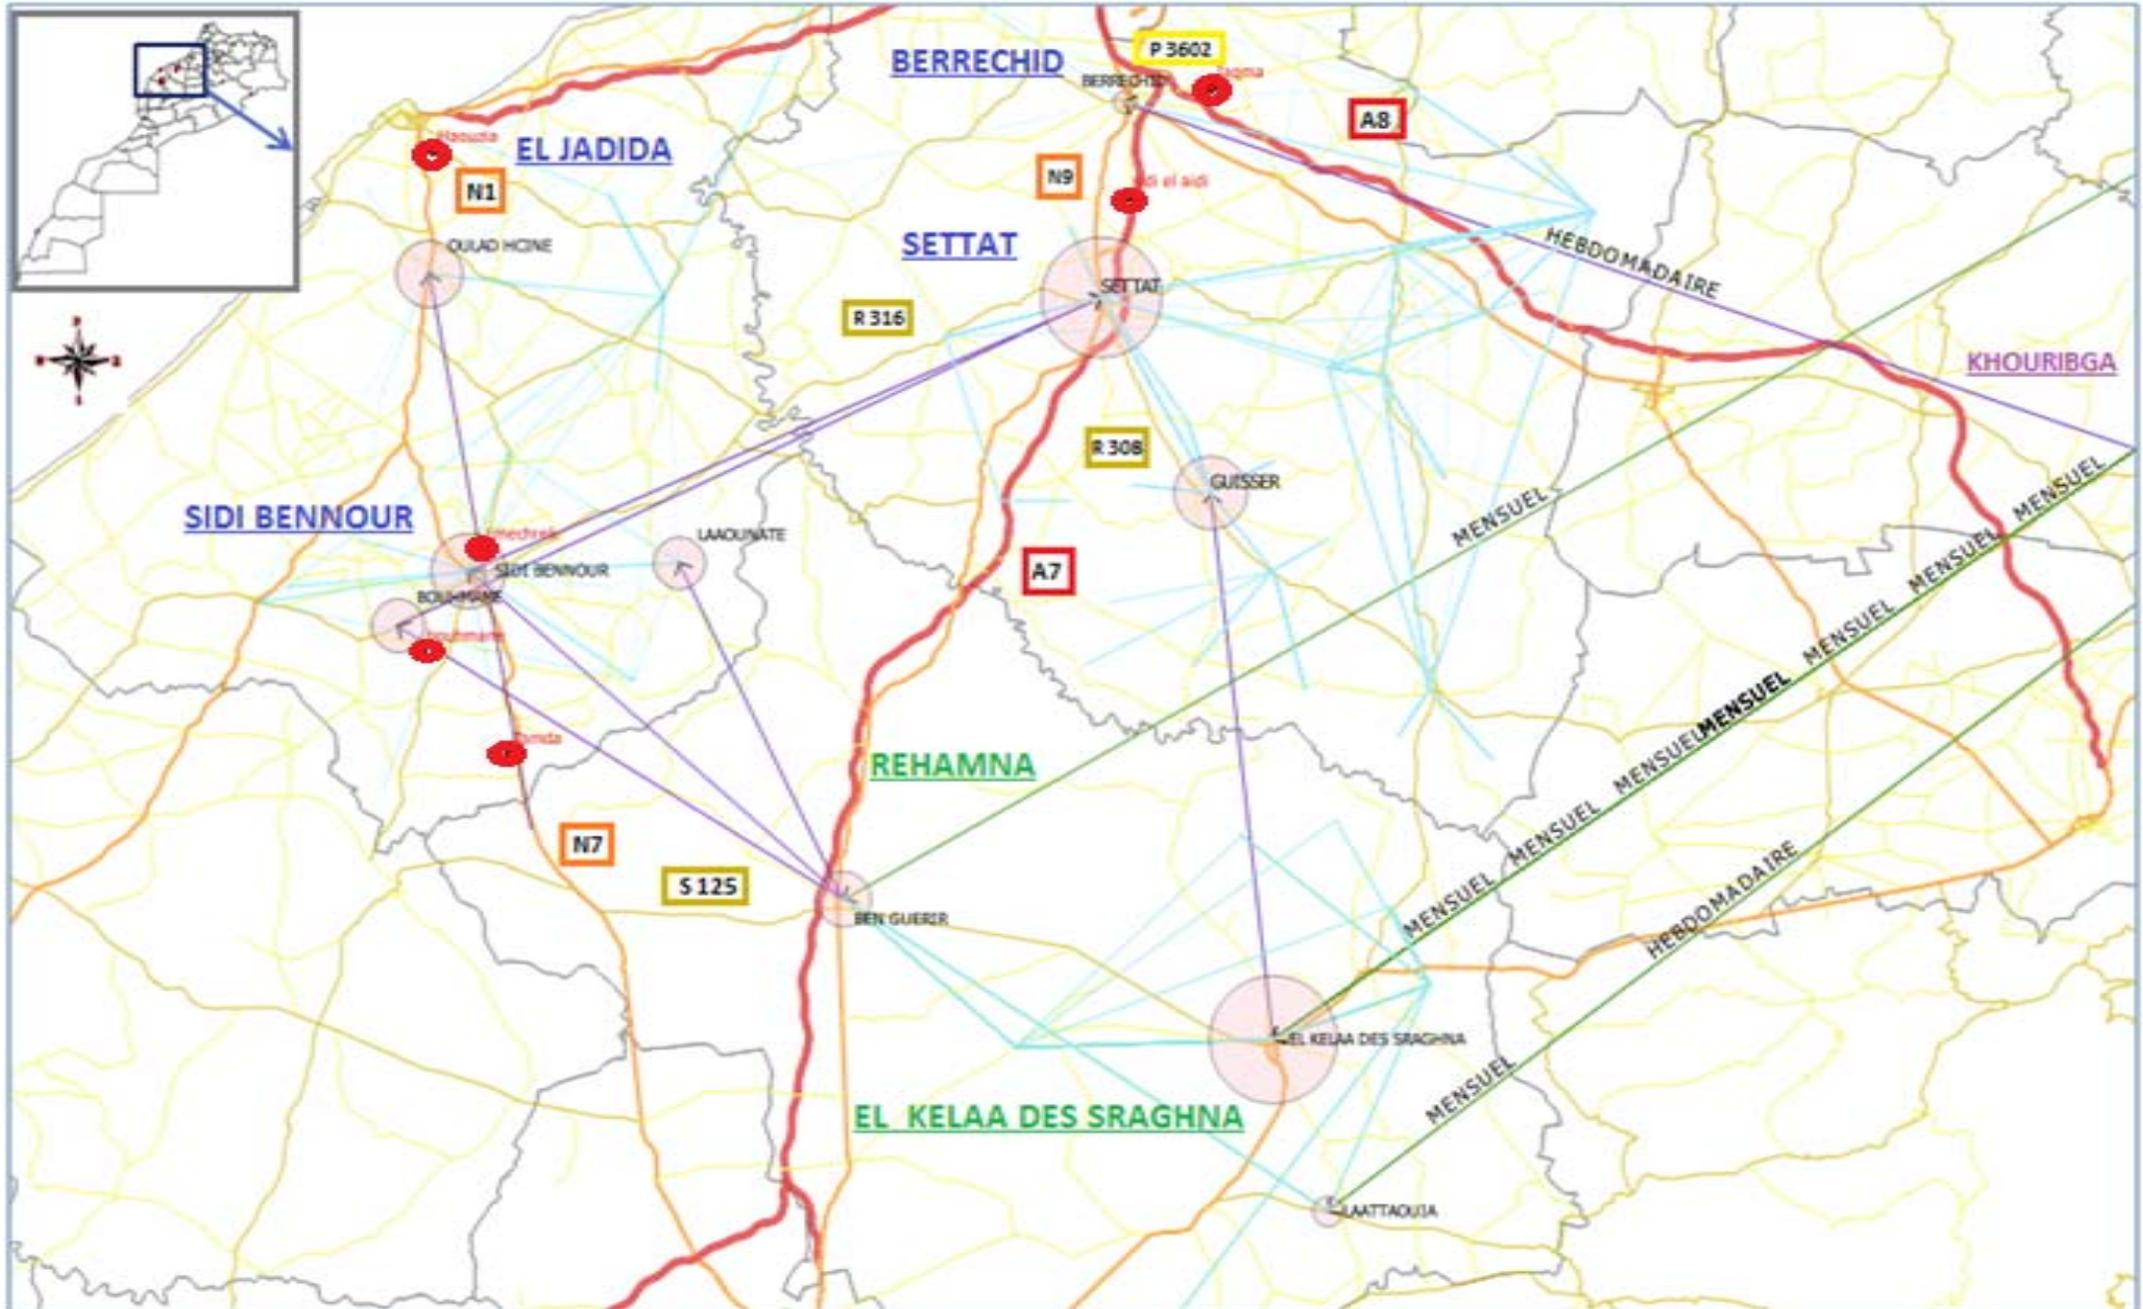 BERRECHID
P 3602
BERRECHID
A8
Haouzia
EL JADIDA
N1
N9
OULAD HCINE
SETTAT
SETTAT
HEBDOMADAIRE
R 316
KHOURIBGA
R 308
GUISSER
MENSUEL
MENSUEL
MENSUEL
MENSUEL
MENSUEL
MENSUEL
MENSUEL
MENSUEL
MENSUEL
SIDI BENNOUR
LAAOUNATE
SIDI BENNOUR
A7
REHAMNA
N7
S 125
BEN GUERIR
HEBDOMADAIRE
EL KELAA DES SRAGHNA
EL KELAA DES SRAGHNA
MENSUEL
LAATTAOUIA